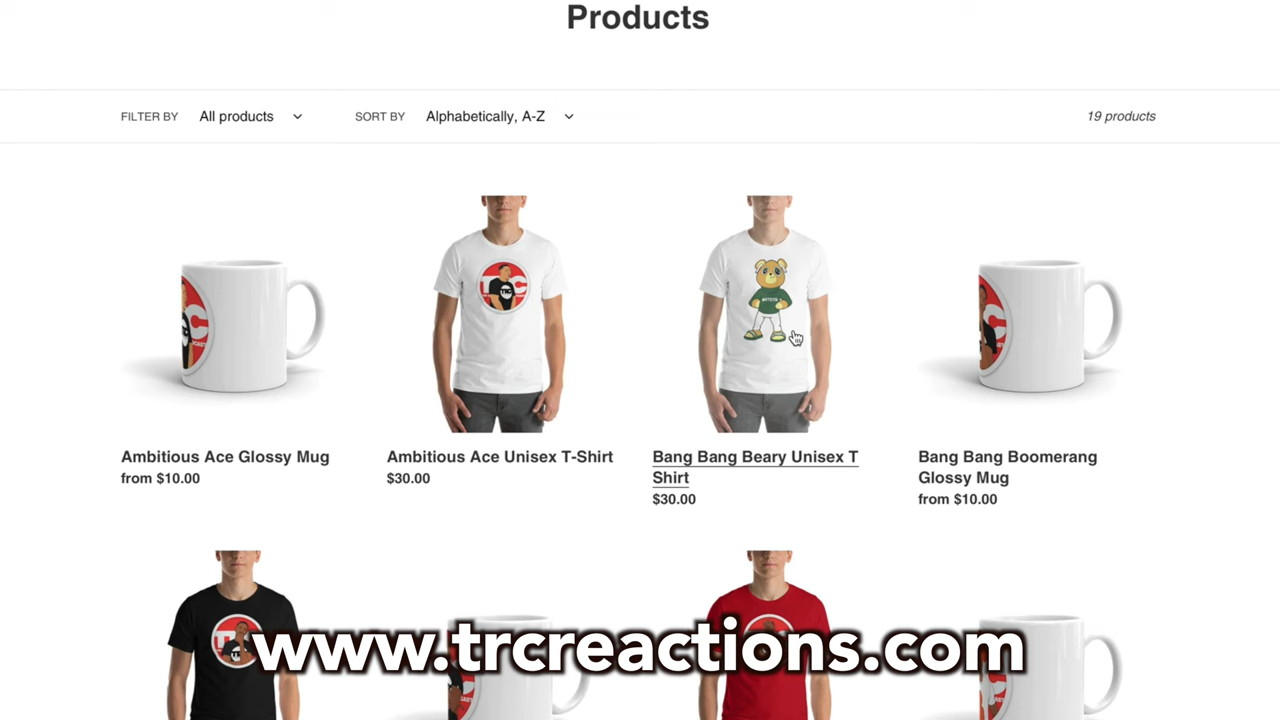 Products
FILTER BY All products SORT BY Alphabetically, A-Z 19 products
Ambitious Ace Glossy Mug
from $10.00
Ambitious Ace Unisex T-Shirt
$30.00
Bang Bang Beary Unisex T
Shirt
$30.00
Bang Bang Boomerang
Glossy Mug
from $10.00
www.trcreactions.com